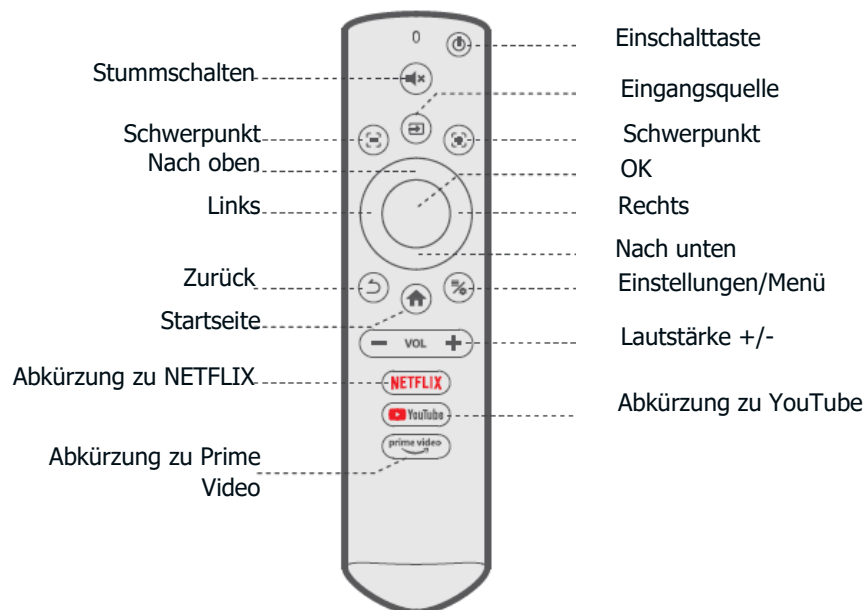 Einschalttaste
Stummschalten
Eingangsquelle
Schwerpunkt
Schwerpunkt
Nach oben
OK
Links
Rechts
Nach unten
Zurück
Einstellungen/Menü
Startseite
VOL
Lautstärke +/-
Abkürzung zu NETFLIX
NETFLIX
YouTube
Abkürzung zu YouTube
prime video
Abkürzung zu Prime
Video